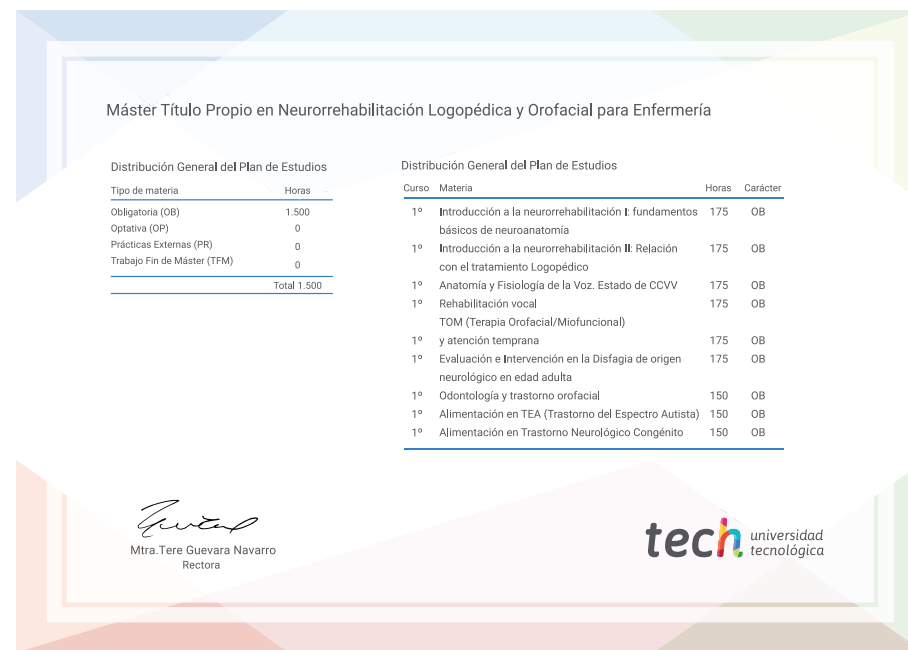 Máster Título Propio en Neurorrehabilitación Logopédica y Orofacial para Enfermería
Distribución General del Plan de Estudios
Tipo de materia Horas
Obligatoria (OB) 1.500
Optativa (OP) 0
Prácticas Externas (PR) 0
Trabajo Fin de Máster (TFM) 0
Total 1.500
Distribución General del Plan de Estudios
Curso Materia Horas Carácter
1º Introducción a la neurorrehabilitación I: fundamentos 175 OB
básicos de neuroanatomía
1º Introducción a la neurorrehabilitación II: Relación 175 OB
con el tratamiento Logopédico
1º Anatomía y Fisiología de la Voz. Estado de CCVV 175 OB
1º Rehabilitación vocal 175 OB
TOM (Terapia Orofacial/Miofuncional)
1º y atención temprana 175 OB
1º Evaluación e Intervención en la Disfagia de origen 175 OB
neurológico en edad adulta
1º Odontología y trastorno orofacial 150 OB
1º Alimentación en TEA (Trastorno del Espectro Autista) 150 OB
1º Alimentación en Trastorno Neurológico Congénito 150 OB
Mtra.Tere Guevara Navarro
Rectora
tech universidad
tecnológica